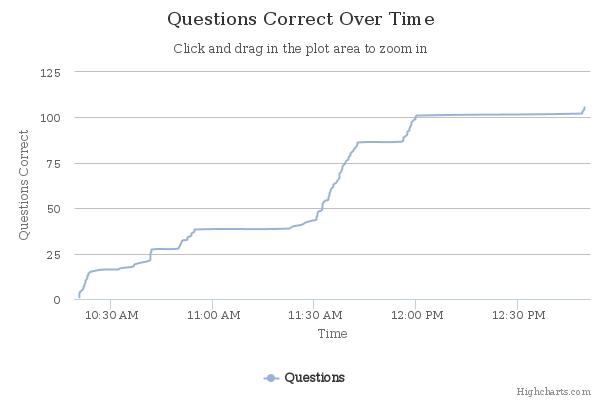 Questions Correct Over Time
Click and drag in the plot area to zoom in
Questions Correct
125
100
75
50
25
0
10:30 AM
11:00 AM
11:30 AM
12:00 PM
12:30 PM
Time
Questions
Highcharts.com